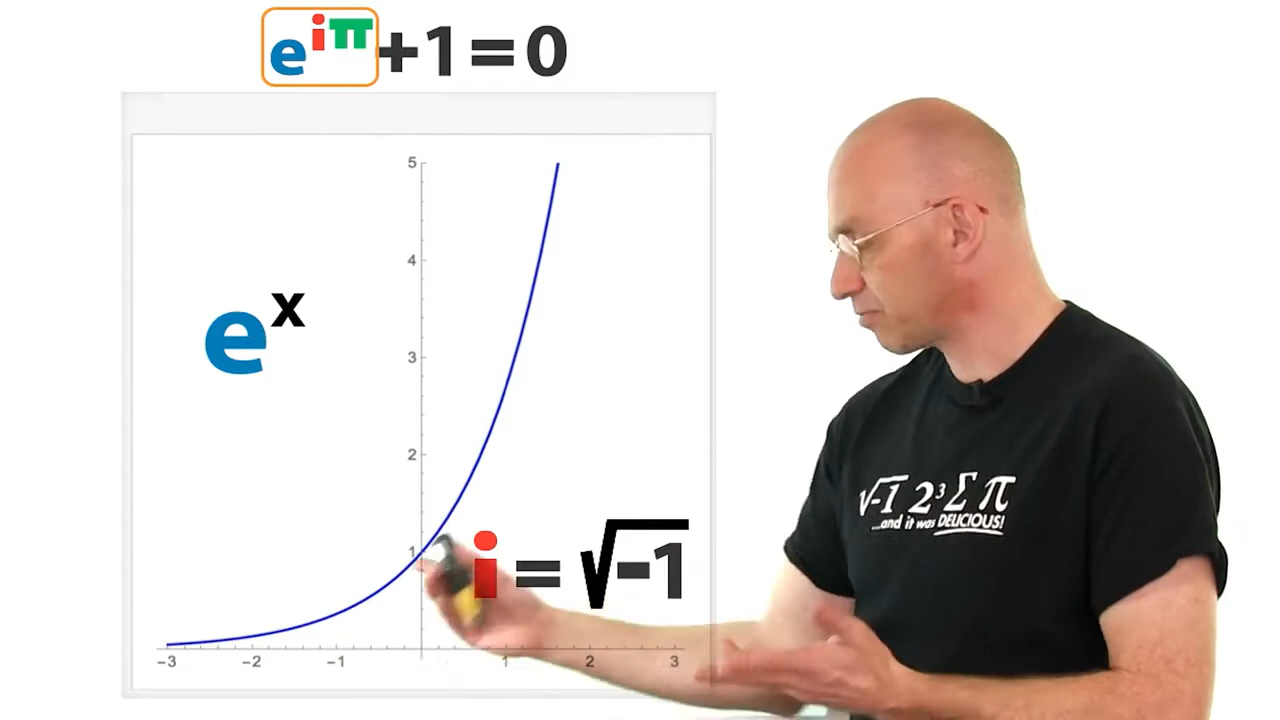 e^{iπ}+1=0
5
4
3
2
1
e^x
i=√-1
-3 -2 -1 1 2 3
√-1 2³ Σ π
...and it was DELICIOUS!